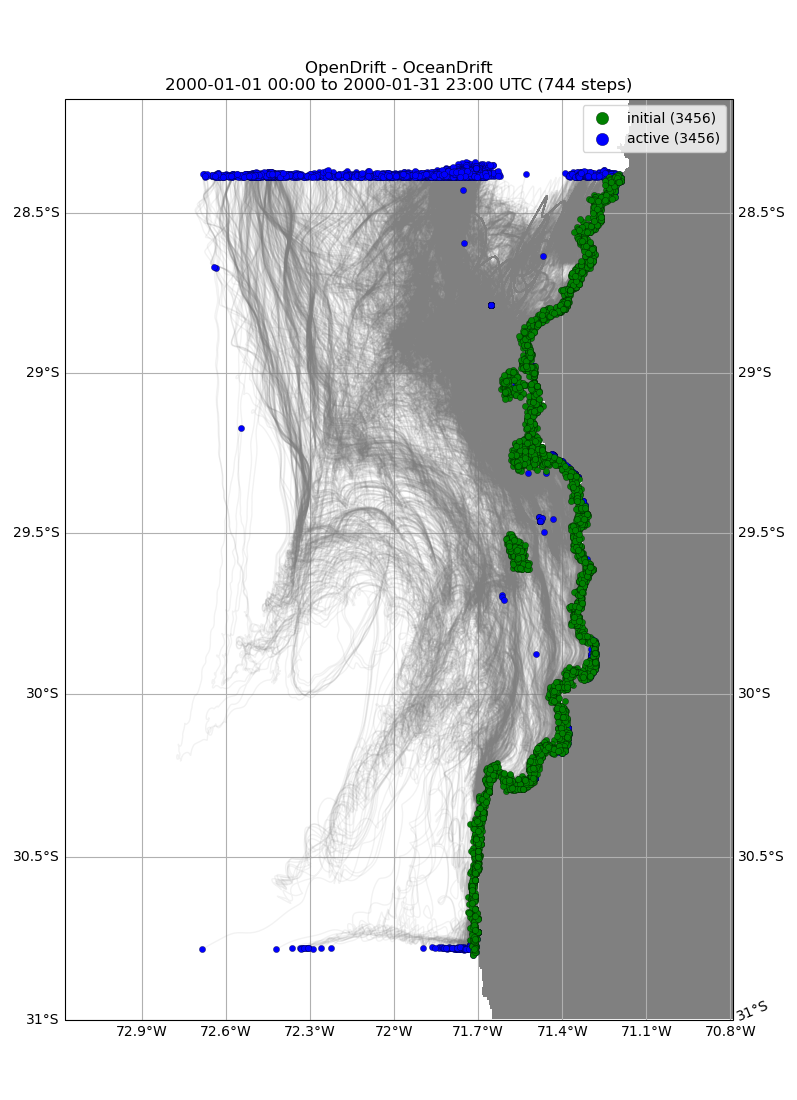 OpenDrift - OceanDrift
2000-01-01 00:00 to 2000-01-31 23:00 UTC (744 steps)
initial (3456)
active (3456)
28.5°S 28.5°S
29°S 29°S
29.5°S 29.5°S
30°S 30°S
30.5°S 30.5°S
31°S 31°S
72.9°W 72.6°W 72.3°W 72°W 71.7°W 71.4°W 71.1°W 70.8°W